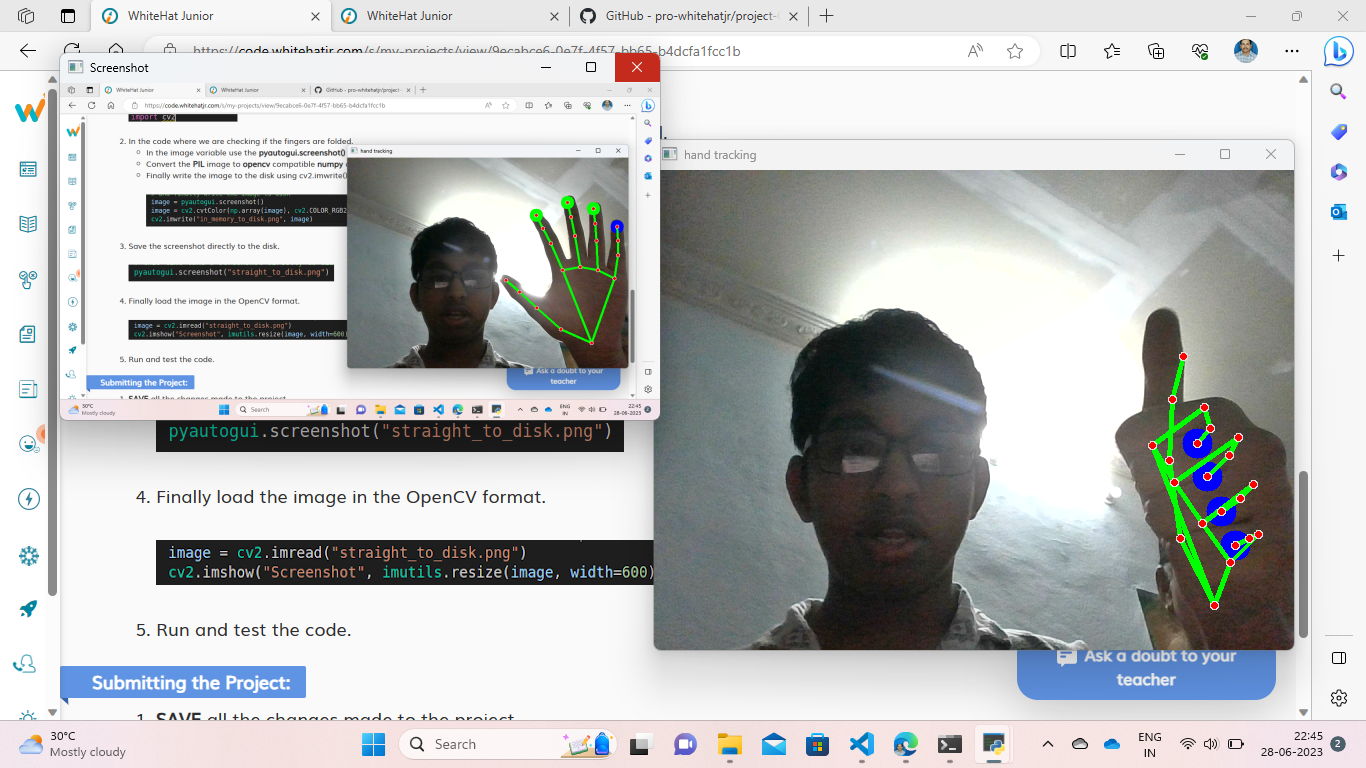 WhiteHat Junior
WhiteHat Junior
GitHub - pro-whitehatjr/project-
https://code.whitehatjr.com/s/my-projects/view/9ecabce6-0e7f-4f57-bb65-b4dcfa1fcc1b
Screenshot
WhiteHat Junior
WhiteHat Junior
GitHub - pro-whitehatjr/project-
https://code.whitehatjr.com/s/my-projects/view/9ecabce6-0e7f-4f57-bb65-b4dcfa1fcc1b
import cv2
2. In the code where we are checking if the fingers are folded.
In the image variable use the pyautogui.screenshot()
Convert the PIL image to opencv compatible numpy
Finally write the image to the disk using cv2.imwrite()
image = pyautogui.screenshot()
image = cv2.cvtColor(np.array(image), cv2.COLOR_RGB2
cv2.imwrite("in_memory_to_disk.png", image)
3. Save the screenshot directly to the disk.
pyautogui.screenshot("straight_to_disk.png")
4. Finally load the image in the OpenCV format.
image = cv2.imread("straight_to_disk.png")
cv2.imshow("Screenshot", imutils.resize(image, width=600)
5. Run and test the code.
Submitting the Project:
1. SAVE all the changes made to the project
hand tracking
Ask a doubt to your
teacher
30°C
Mostly cloudy
Search
ENG
IN
22:45
28-06-2023
2
hand tracking
pyautogui.screenshot("straight_to_disk.png")
4. Finally load the image in the OpenCV format.
image = cv2.imread("straight_to_disk.png")
cv2.imshow("Screenshot", imutils.resize(image, width=600)
5. Run and test the code.
Submitting the Project:
1. SAVE all the changes made to the project
Ask a doubt to your
teacher
30°C
Mostly cloudy
Search
ENG
IN
22:45
28-06-2023
2